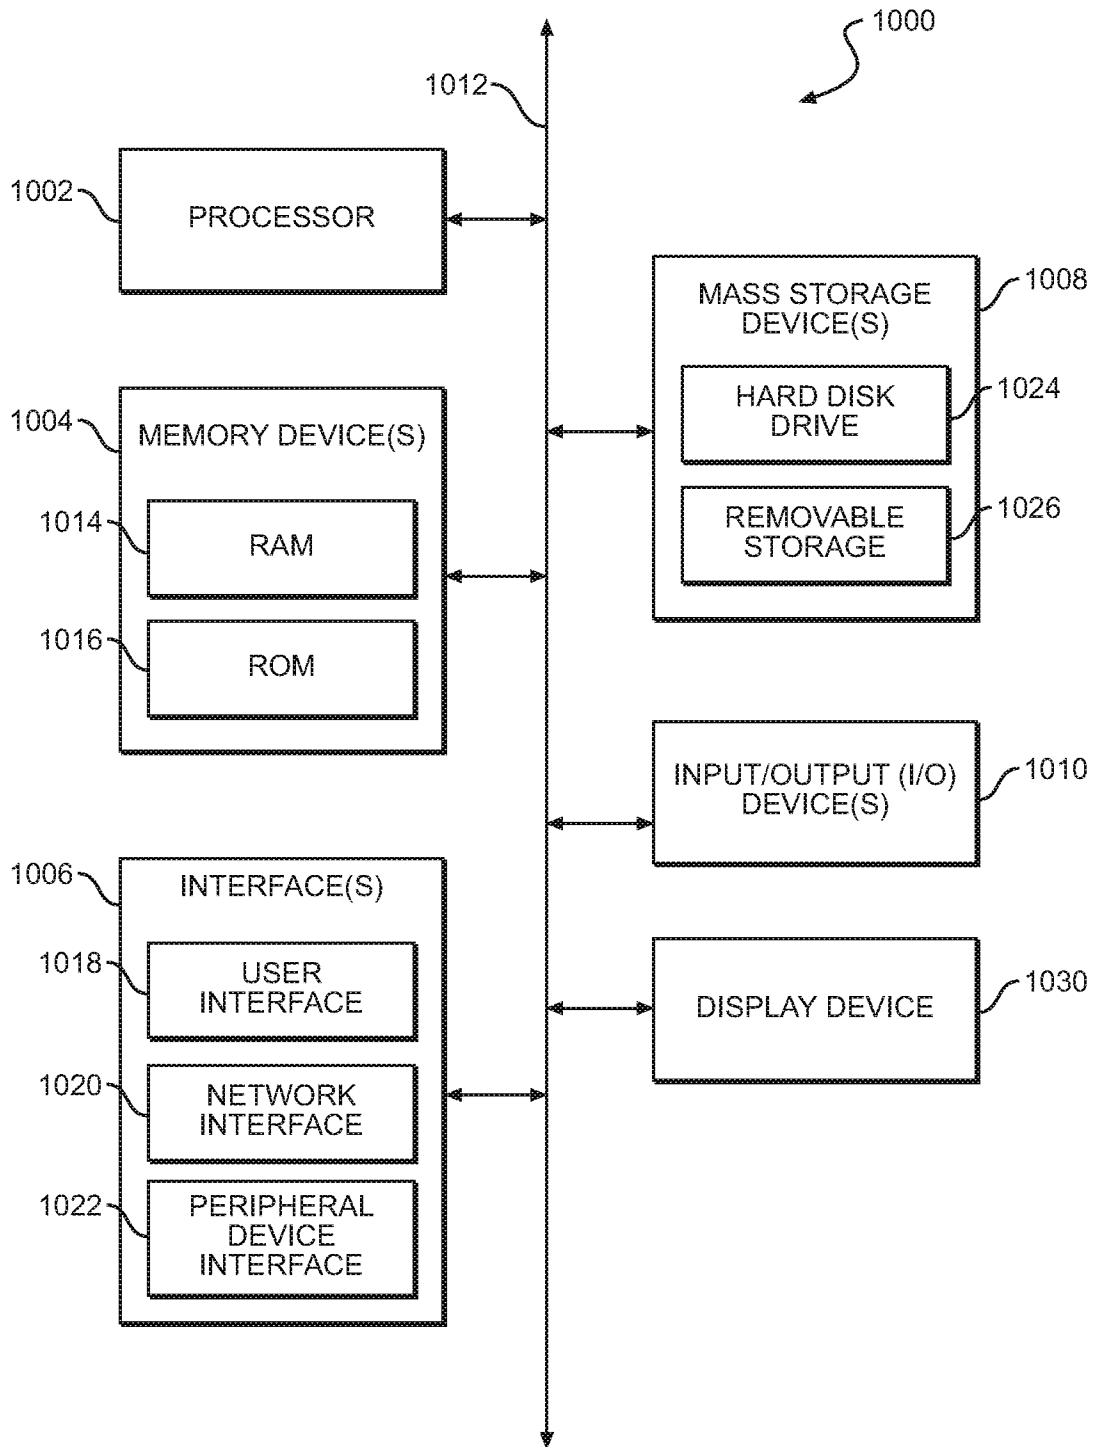 1000
1012
1002
PROCESSOR
MASS STORAGE
DEVICE(S)
1008
HARD DISK
DRIVE
1024
REMOVABLE
STORAGE
1026
1004
MEMORY DEVICE(S)
1014
RAM
1016
ROM
INPUT/OUTPUT (I/O)
DEVICE(S)
1010
1006
INTERFACE(S)
1018
USER
INTERFACE
1020
NETWORK
INTERFACE
1022
PERIPHERAL
DEVICE
INTERFACE
DISPLAY DEVICE
1030